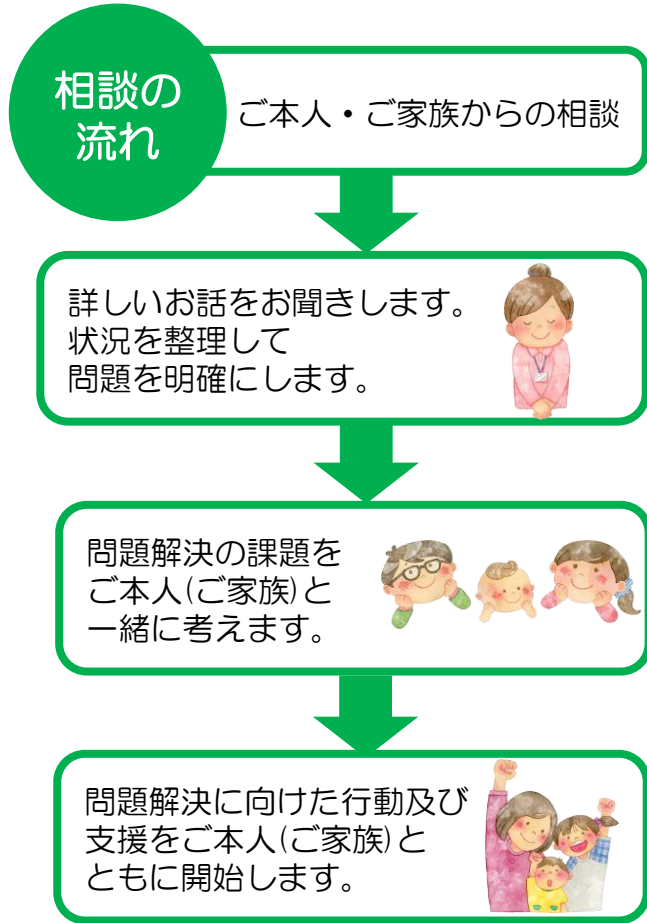 相談の
流れ
ご本人・ご家族からの相談
詳しいお話をお聞きします。
状況を整理して
問題を明確にします。
問題解決の課題を
ご本人(ご家族)と
一緒に考えます。
問題解決に向けた行動及び
支援をご本人(ご家族)と
ともに開始します。